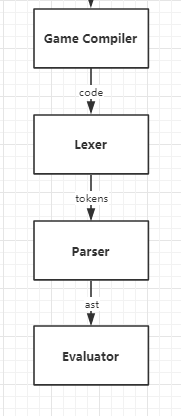 Game Compiler
code
Lexer
tokens
Parser
ast
Evaluator